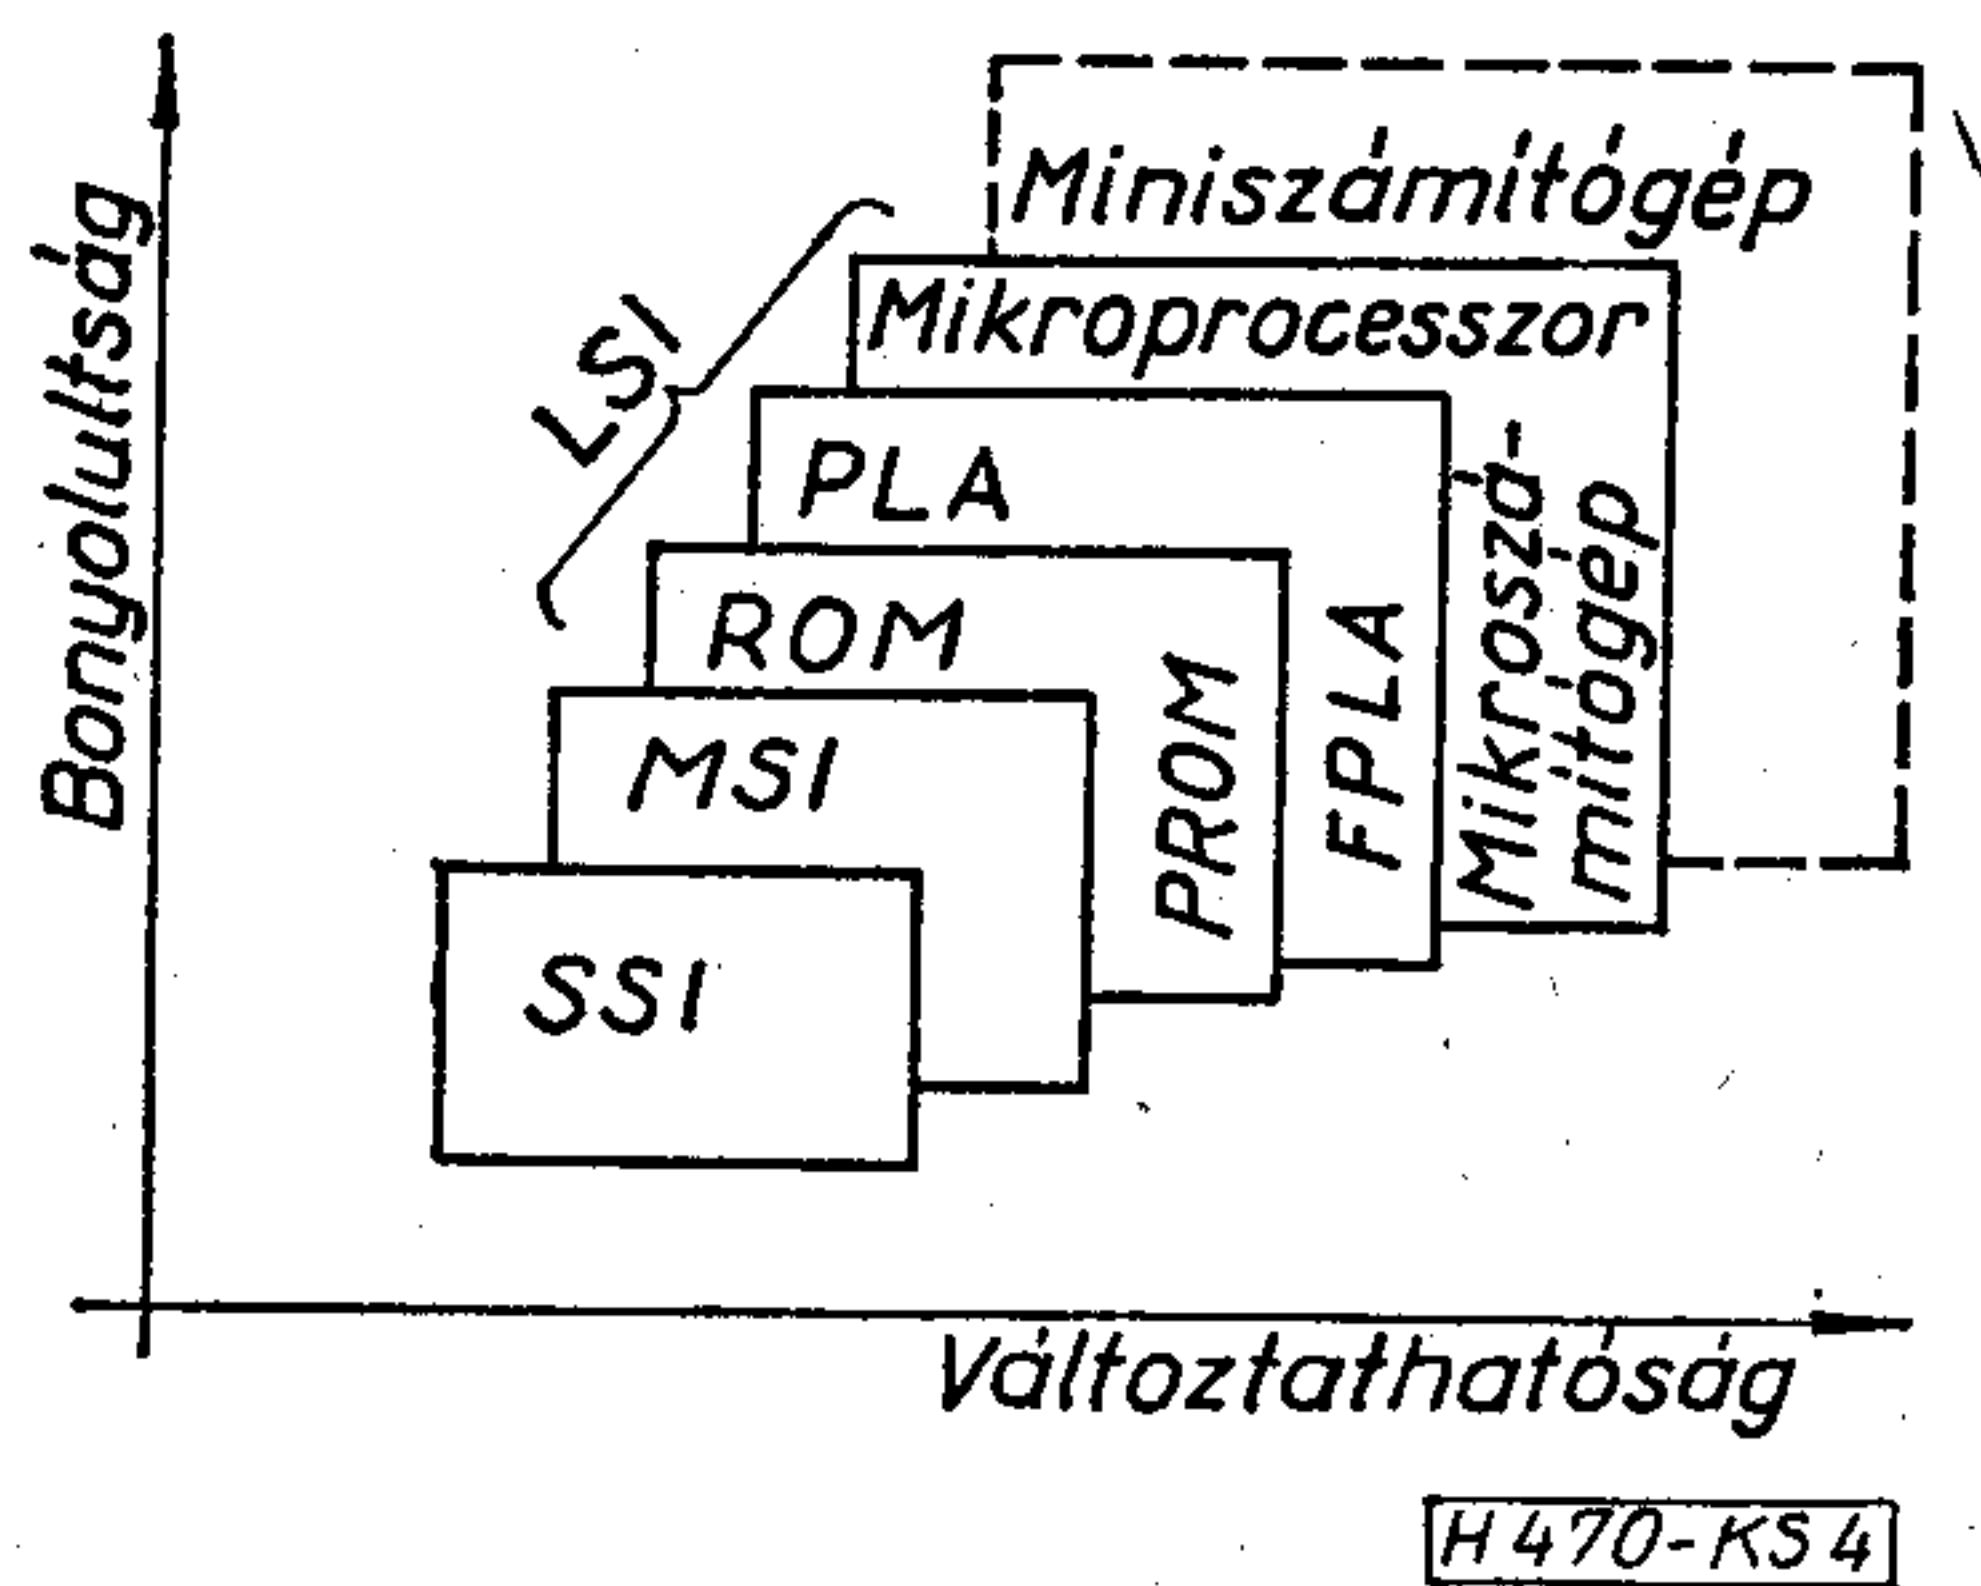 Bonyolultság
Miniszámítógép
LSI
Mikroprocesszor
PLA
Mikroszá-
mítógép
ROM
FPLA
PROM
MSI
SSI
Változtathatóság
H 470-KS 4